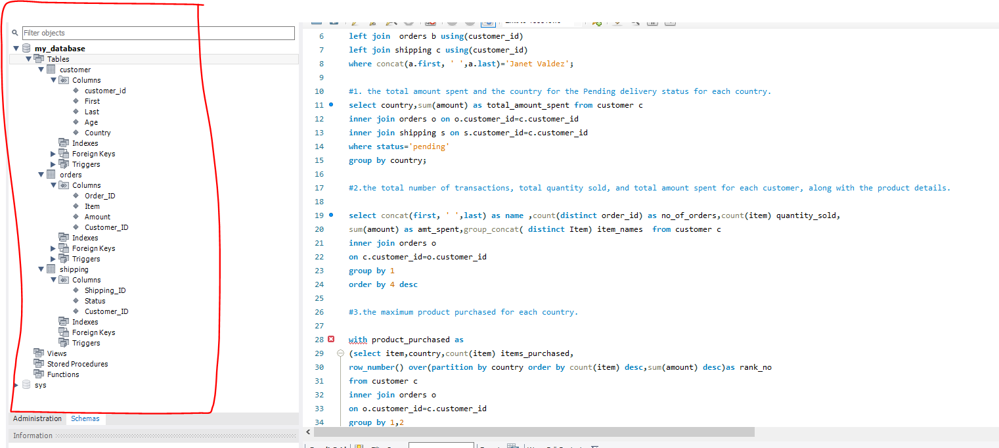 Filter objects
my_database
Tables
customer
Columns
customer_id
First
Last
Age
Country
Indexes
Foreign Keys
Triggers
orders
Columns
Order_ID
Item
Amount
Customer_ID
Indexes
Foreign Keys
Triggers
shipping
Columns
Shipping_ID
Status
Customer_ID
Indexes
Foreign Keys
Triggers
Views
Stored Procedures
Functions
sys
Administration Schemas
Information
6 left join  orders b using(customer_id)
7 left join shipping c using(customer_id)
8 where concat(a.first, ' ',a.last)='Janet Valdez';
9
10 #1. the total amount spent and the country for the Pending delivery status for each country.
11 select country,sum(amount) as total_amount_spent from customer c
12 inner join orders o on o.customer_id=c.customer_id
13 inner join shipping s on s.customer_id=c.customer_id
14 where status='pending'
15 group by country;
16
17 #2.the total number of transactions, total quantity sold, and total amount spent for each customer, along with the product details.
18
19 select concat(first, ' ',last) as name ,count(distinct order_id) as no_of_orders,count(item) quantity_sold,
20 sum(amount) as amt_spent,group_concat( distinct Item) item_names  from customer c
21 inner join orders o
22 on c.customer_id=o.customer_id
23 group by 1
24 order by 4 desc
25
26 #3.the maximum product purchased for each country.
27
28 with product_purchased as
29 (select item,country,count(item) items_purchased,
30 row_number() over(partition by country order by count(item) desc,sum(amount) desc)as rank_no
31 from customer c
32 inner join orders o
33 on o.customer_id=c.customer_id
34 group by 1,2